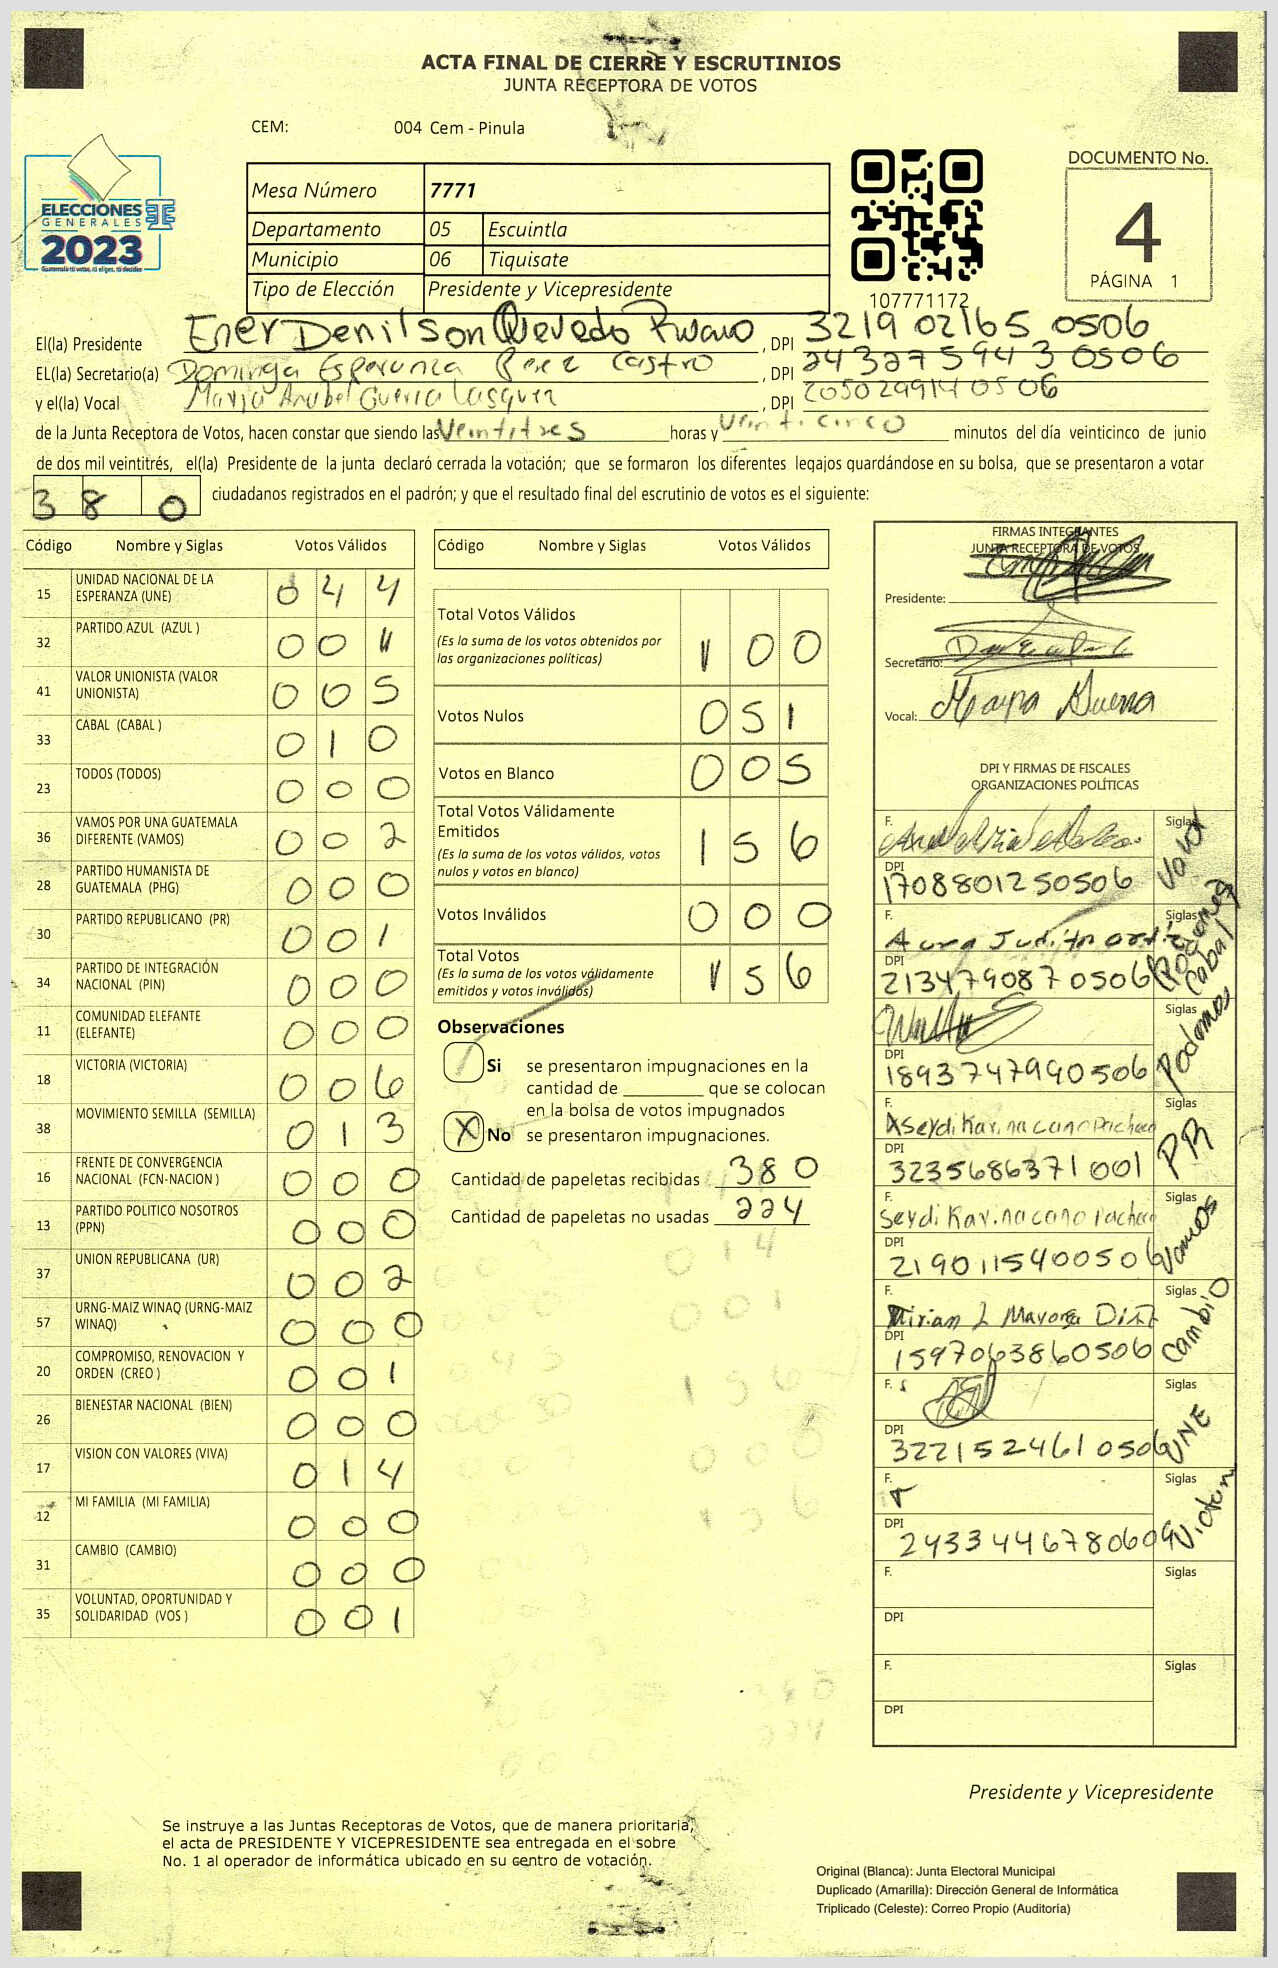 ACTA FINAL DE CIERRE Y ESCRUTINIOS
JUNTA RECEPTORA DE VOTOS
CEM: 004 Cem - Pinula
ELECCIONES
GENERALES
2023
Mesa Número 7771
Departamento 05 Escuintla
Municipio 06 Tiquisate
Tipo de Elección Presidente y Vicepresidente
107771172
DOCUMENTO No.
4
PÁGINA 1
El(la) Presidente Ener Denilson Quevedo , DPI 3219 02165 0506
EL(la) Secretario(a) Dominga Esperanza Perez Castro , DPI 243275943 0506
y el(la) Vocal Guerra , DPI 205029914 0506
de la Junta Receptora de Votos, hacen constar que siendo las Veintitres horas y Veinticinco minutos del día veinticinco de junio
de dos mil veintitrés, el(la) Presidente de la junta declaró cerrada la votación; que se formaron los diferentes legajos guardándose en su bolsa, que se presentaron a votar
3 8 0 ciudadanos registrados en el padrón; y que el resultado final del escrutinio de votos es el siguiente:
Código Nombre y Siglas Votos Válidos
15 UNIDAD NACIONAL DE LA ESPERANZA (UNE) 0 4 4
32 PARTIDO AZUL (AZUL ) 0 0 1
41 VALOR UNIONISTA (VALOR UNIONISTA) 0 0 5
33 CABAL (CABAL ) 0 1 0
23 TODOS (TODOS) 0 0 0
36 VAMOS POR UNA GUATEMALA DIFERENTE (VAMOS) 0 0 2
28 PARTIDO HUMANISTA DE GUATEMALA (PHG) 0 0 0
30 PARTIDO REPUBLICANO (PR) 0 0 1
34 PARTIDO DE INTEGRACIÓN NACIONAL (PIN) 0 0 0
11 COMUNIDAD ELEFANTE (ELEFANTE) 0 0 0
18 VICTORIA (VICTORIA) 0 0 6
38 MOVIMIENTO SEMILLA (SEMILLA) 0 1 3
16 FRENTE DE CONVERGENCIA NACIONAL (FCN-NACION ) 0 0 0
13 PARTIDO POLITICO NOSOTROS (PPN) 0 0 0
37 UNION REPUBLICANA (UR) 0 0 2
57 URNG-MAIZ WINAQ (URNG-MAIZ WINAQ) 0 0 0
20 COMPROMISO, RENOVACION Y ORDEN (CREO ) 0 0 1
26 BIENESTAR NACIONAL (BIEN) 0 0 0
17 VISION CON VALORES (VIVA) 0 1 4
12 MI FAMILIA (MI FAMILIA) 0 0 0
31 CAMBIO (CAMBIO) 0 0 0
35 VOLUNTAD, OPORTUNIDAD Y SOLIDARIDAD (VOS ) 0 0 1
Código Nombre y Siglas Votos Válidos
Total Votos Válidos 1 0 0
(Es la suma de los votos obtenidos por
las organizaciones políticas)
Votos Nulos 0 5 1
Votos en Blanco 0 0 5
Total Votos Válidamente
Emitidos 1 5 6
(Es la suma de los votos válidos, votos
nulos y votos en blanco)
Votos Inválidos 0 0 0
Total Votos 1 5 6
(Es la suma de los votos válidamente
emitidos y votos inválidos)
Observaciones
Si se presentaron impugnaciones en la
cantidad de ________ que se colocan
en la bolsa de votos impugnados
X No se presentaron impugnaciones.
Cantidad de papeletas recibidas 380
Cantidad de papeletas no usadas 224
FIRMAS INTEGRANTES
JUNTA RECEPTORA DE VOTOS
Presidente:
Secretario:
Vocal: Mayra Guerra
DPI Y FIRMAS DE FISCALES
ORGANIZACIONES POLÍTICAS
F. Siglas Valor
DPI 1708801250506
F. Aura Judith Siglas Podemos Cabal
DPI 2134790870506
F. Siglas Podemos
DPI 1893747990506
F. Seydi Karina Cano Pacheco Siglas PR
DPI 3235686371001
F. Seydi Karina Cano Pacheco Siglas Vamos
DPI 2190115400506
F. Mirian L Mayorga Diaz Siglas Cambio
DPI 1597063860506
F. Siglas UNE
DPI 3221524610506
F. Siglas
DPI 2433446780609
F. Siglas
DPI
F. Siglas
DPI
Presidente y Vicepresidente
Se instruye a las Juntas Receptoras de Votos, que de manera prioritaria,
el acta de PRESIDENTE Y VICEPRESIDENTE sea entregada en el sobre
No. 1 al operador de informática ubicado en su centro de votación.
Original (Blanca): Junta Electoral Municipal
Duplicado (Amarilla): Dirección General de Informática
Triplicado (Celeste): Correo Propio (Auditoría)